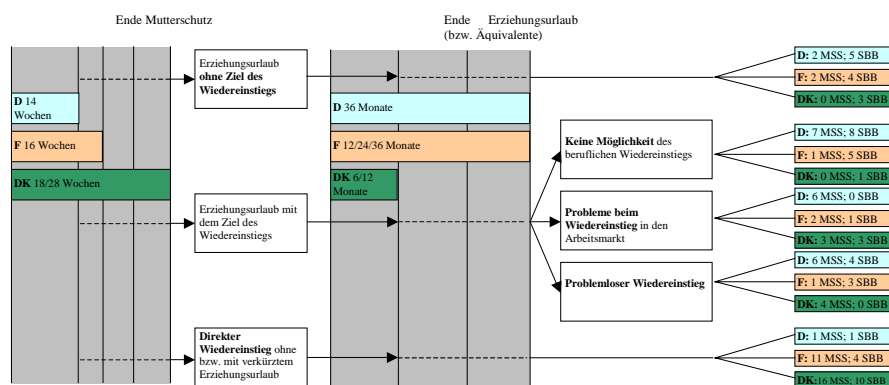 Ende Mutterschutz
Ende Erziehungsurlaub
(bzw. Äquivalente)
Erziehungsurlaub
ohne Ziel des
Wiedereinstiegs
D: 2 MSS; 5 SBB
F: 2 MSS; 4 SBB
DK: 0 MSS; 3 SBB
D 14
Wochen
F 16 Wochen
DK 18/28 Wochen
D 36 Monate
F 12/24/36 Monate
DK 6/12
Monate
Erziehungsurlaub mit
dem Ziel des
Wiedereinstiegs
Keine Möglichkeit des
beruflichen Wiedereinstiegs
D: 7 MSS; 8 SBB
F: 1 MSS; 5 SBB
DK: 0 MSS; 1 SBB
Probleme beim
Wiedereinstieg in den
Arbeitsmarkt
D: 6 MSS; 0 SBB
F: 2 MSS; 1 SBB
DK: 3 MSS; 3 SBB
Problemloser Wiedereinstieg
D: 6 MSS; 4 SBB
F: 1 MSS; 3 SBB
DK: 4 MSS; 0 SBB
Direkter
Wiedereinstieg ohne
bzw. mit verkürztem
Erziehungsurlaub
D: 1 MSS; 1 SBB
F: 11 MSS; 4 SBB
DK:16 MSS; 10 SBB